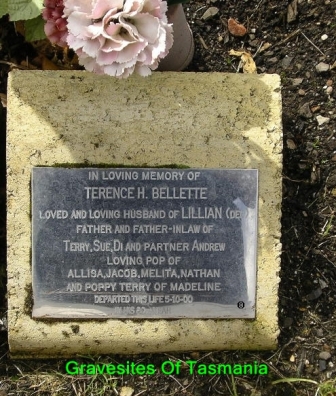 IN LOVING MEMORY OF
TERENCE H. BELLETTE
LOVED AND LOVING HUSBAND OF LILLIAN (DEC)
FATHER AND FATHER-INLAW OF
TERRY, SUE, DI AND PARTNER ANDREW
LOVING POP OF
ALLISA, JACOB, MELITA, NATHAN
AND POPPY TERRY OF MADELINE
DEPARTED THIS LIFE 5-10-00
Gravesites Of Tasmania